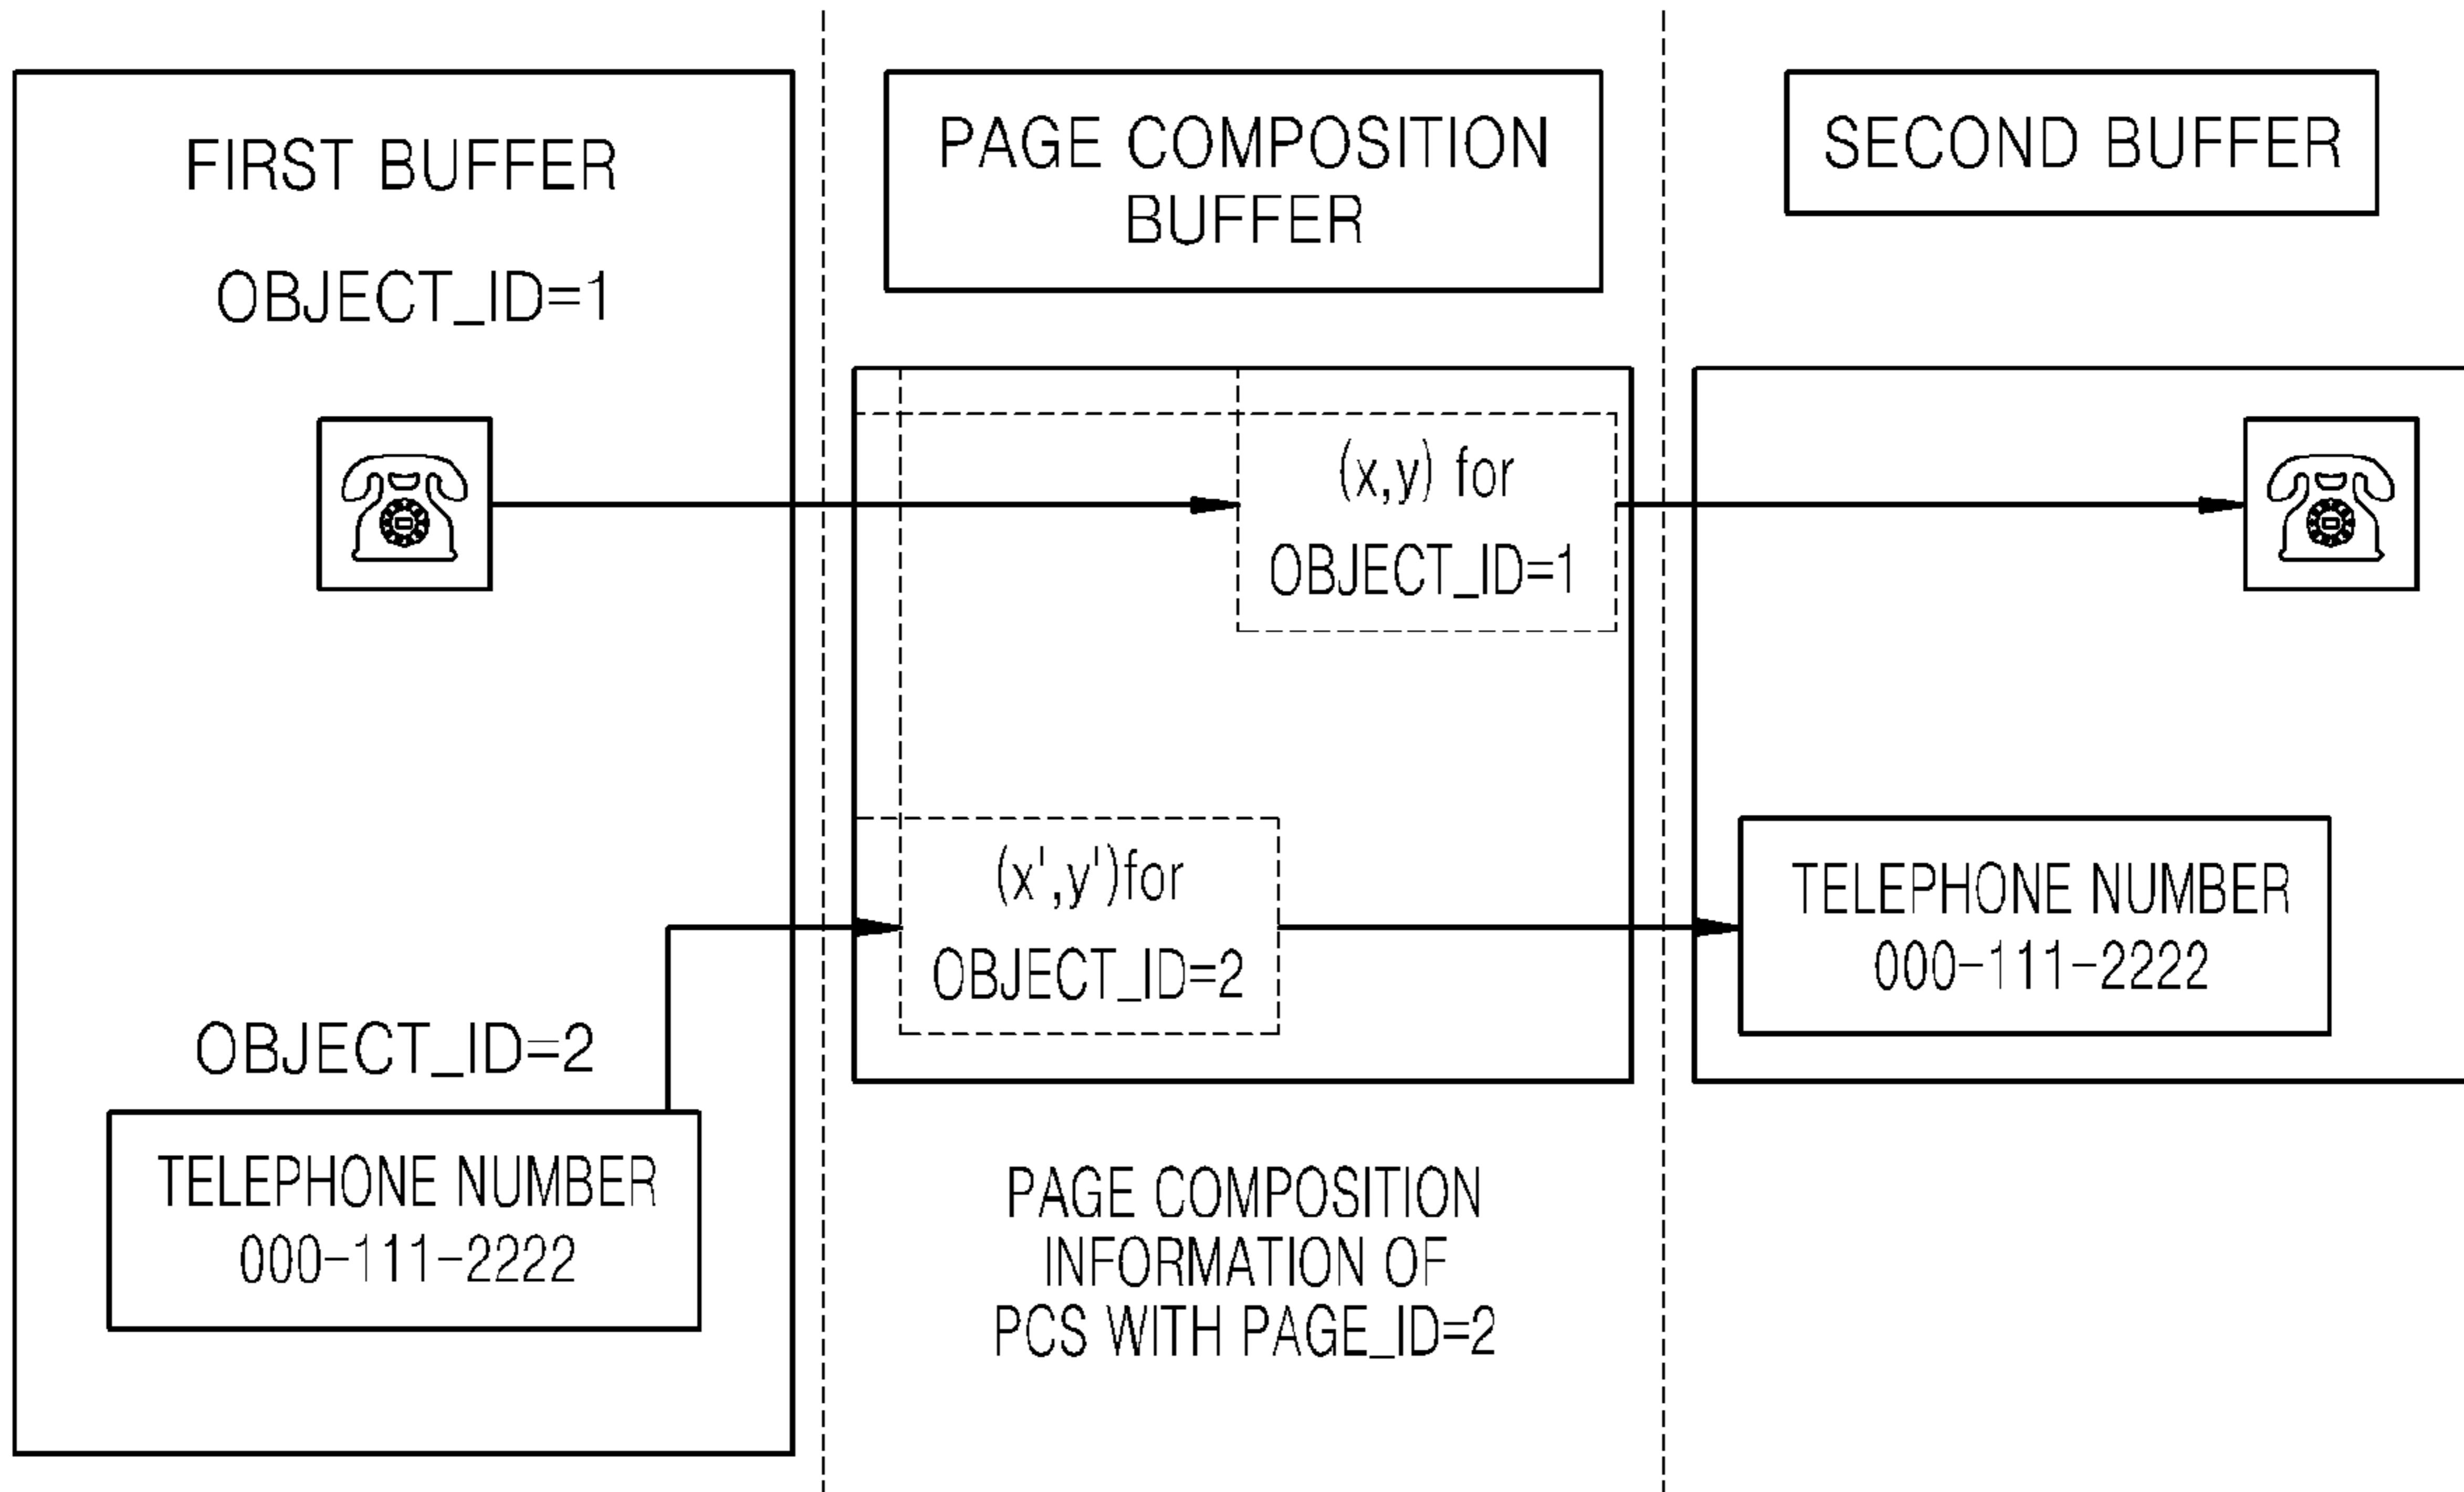 FIRST BUFFER
OBJECT_ID=1
OBJECT_ID=2
TELEPHONE NUMBER
000-111-2222
PAGE COMPOSITION
BUFFER
(x,y) for
OBJECT_ID=1
(x',y')for
OBJECT_ID=2
PAGE COMPOSITION
INFORMATION OF
PCS WITH PAGE_ID=2
SECOND BUFFER
TELEPHONE NUMBER
000-111-2222